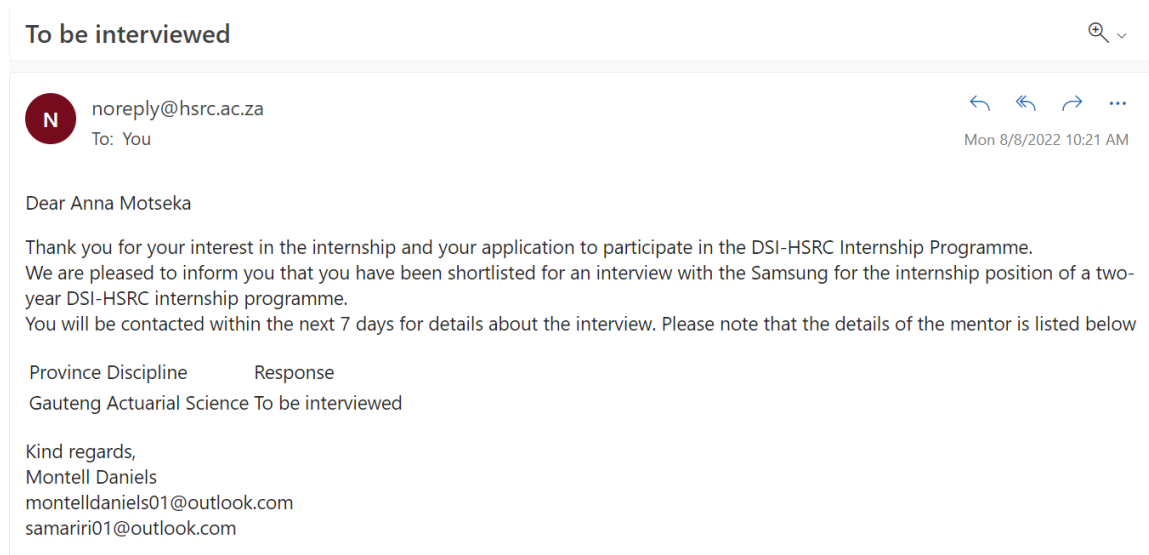 To be interviewed
N
noreply@hsrc.ac.za
To: You
Mon 8/8/2022 10:21 AM
Dear Anna Motseka
Thank you for your interest in the internship and your application to participate in the DSI-HSRC Internship Programme.
We are pleased to inform you that you have been shortlisted for an interview with the Samsung for the internship position of a two-
year DSI-HSRC internship programme.
You will be contacted within the next 7 days for details about the interview. Please note that the details of the mentor is listed below
Province Discipline Response
Gauteng Actuarial Science To be interviewed
Kind regards,
Montell Daniels
montelldaniels01@outlook.com
samariri01@outlook.com